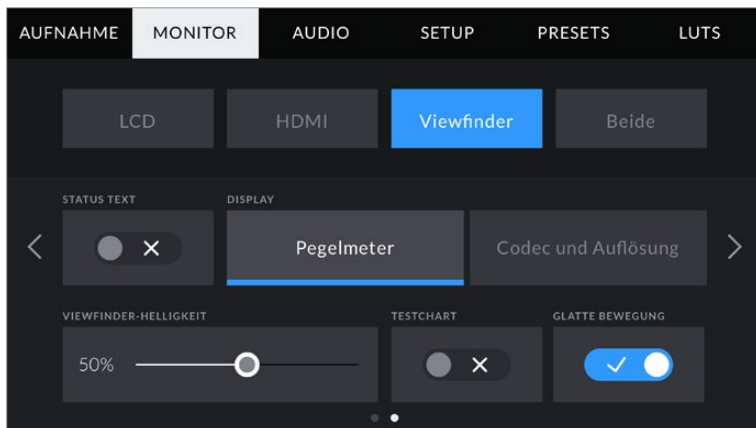 AUFNAHME MONITOR AUDIO SETUP PRESETS LUTS
LCD HDMI Viewfinder Beide
STATUS TEXT DISPLAY
Pegelmeter Codec und Auflösung
VIEWFINDER-HELLIGKEIT TESTCHART GLATTE BEWEGUNG
50%